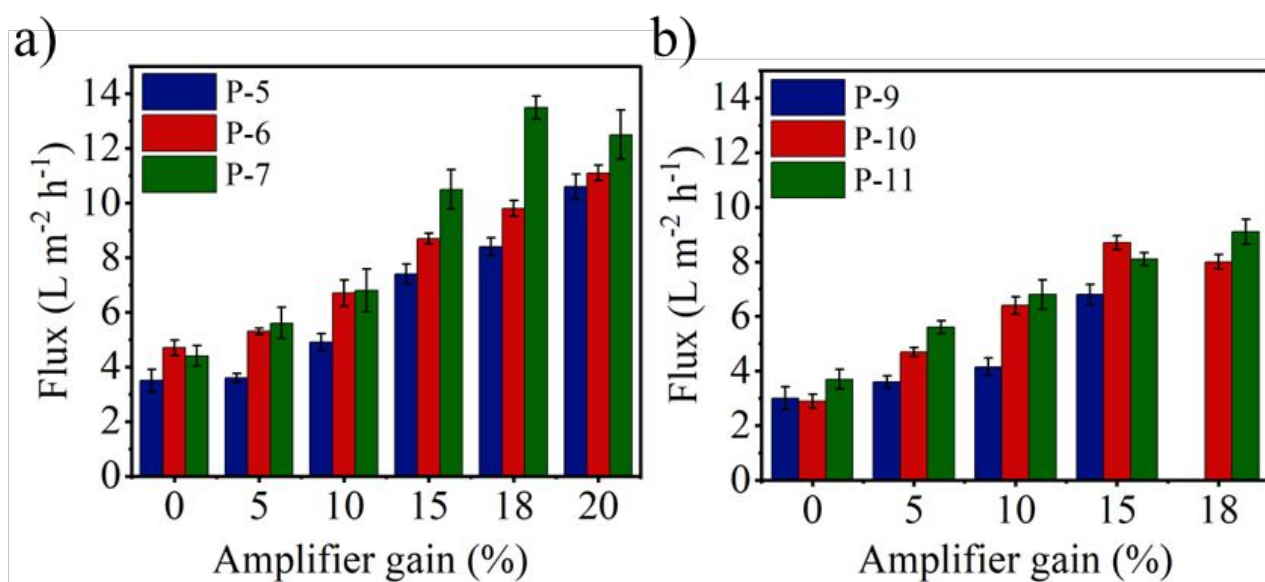 a)
P-5
P-6
P-7
Flux (L m⁻² h⁻¹)
14
12
10
8
6
4
2
0
0 5 10 15 18 20
Amplifier gain (%)
b)
P-9
P-10
P-11
Flux (L m⁻² h⁻¹)
14
12
10
8
6
4
2
0
0 5 10 15 18
Amplifier gain (%)